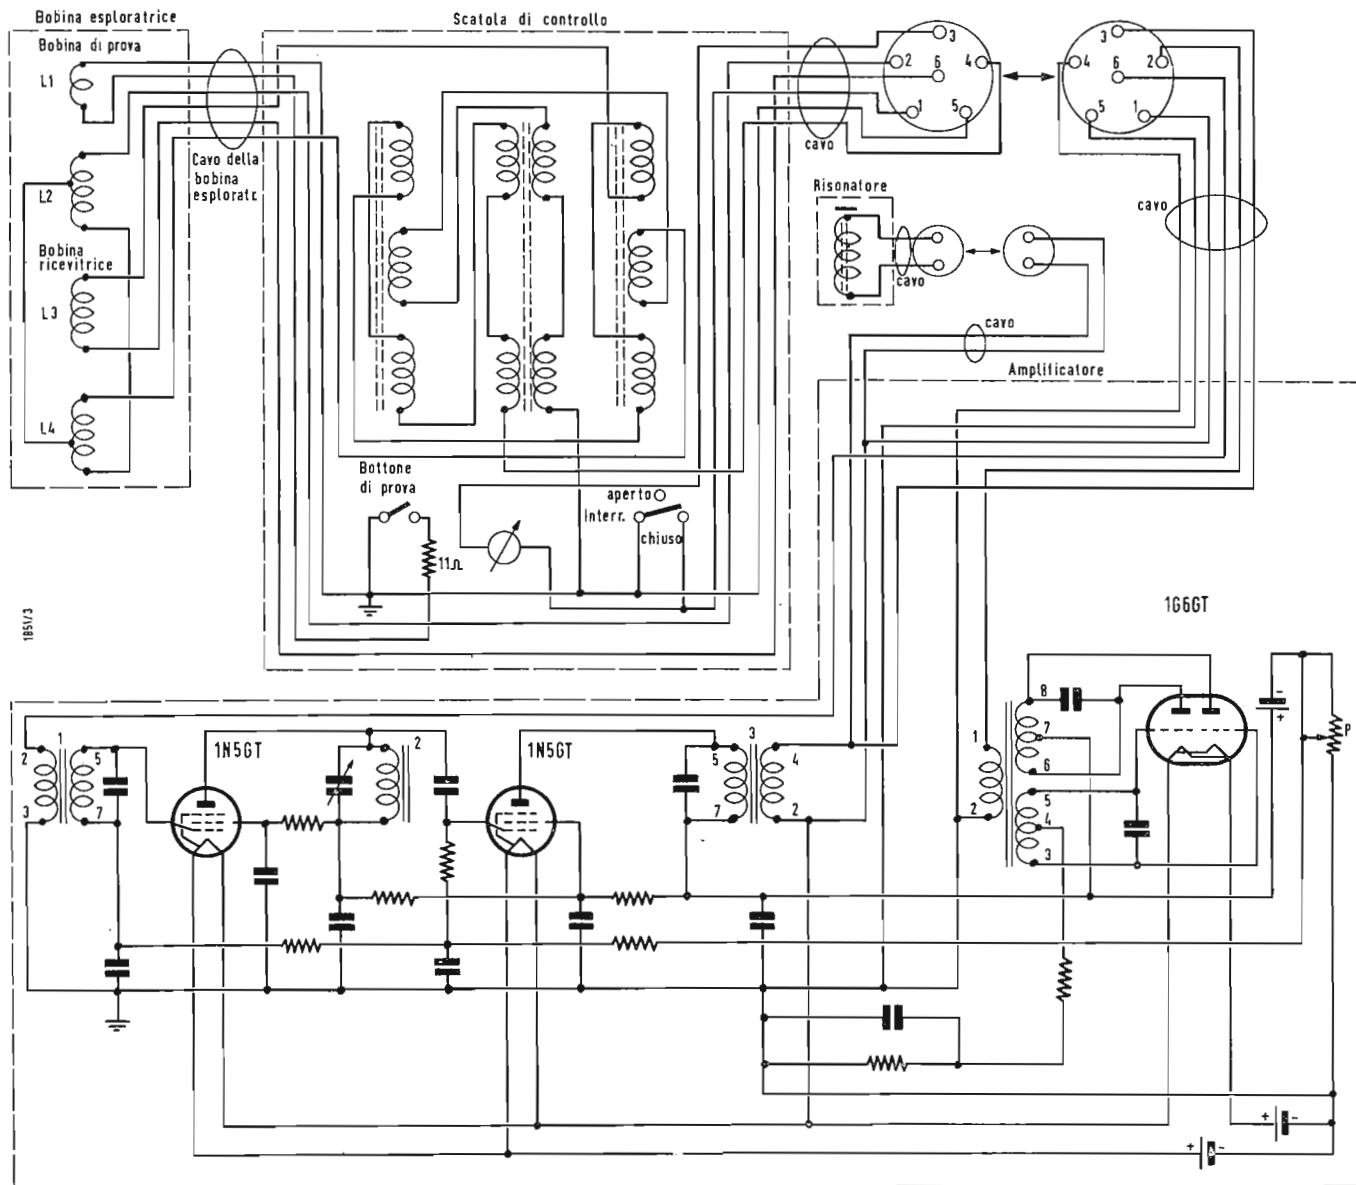 Bobina esploratrice
Scatola di controllo
Bobina di prova
L1
L2
Bobina
ricevitrice
L3
L4
Cavo della
bobina
esploratr.
3
2
6
4
1
5
cavo
3
4
6
2
5
1
cavo
Risonatore
cavo
cavo
Amplificatore
Bottone
di prova
11Ω
aperto
Interr.
chiuso
1851/3
1G6GT
1
2
5
3
7
1N5GT
2
1N5GT
3
5
4
7
2
1
2
8
7
6
5
4
3
-
+
P
+ -
+ A -